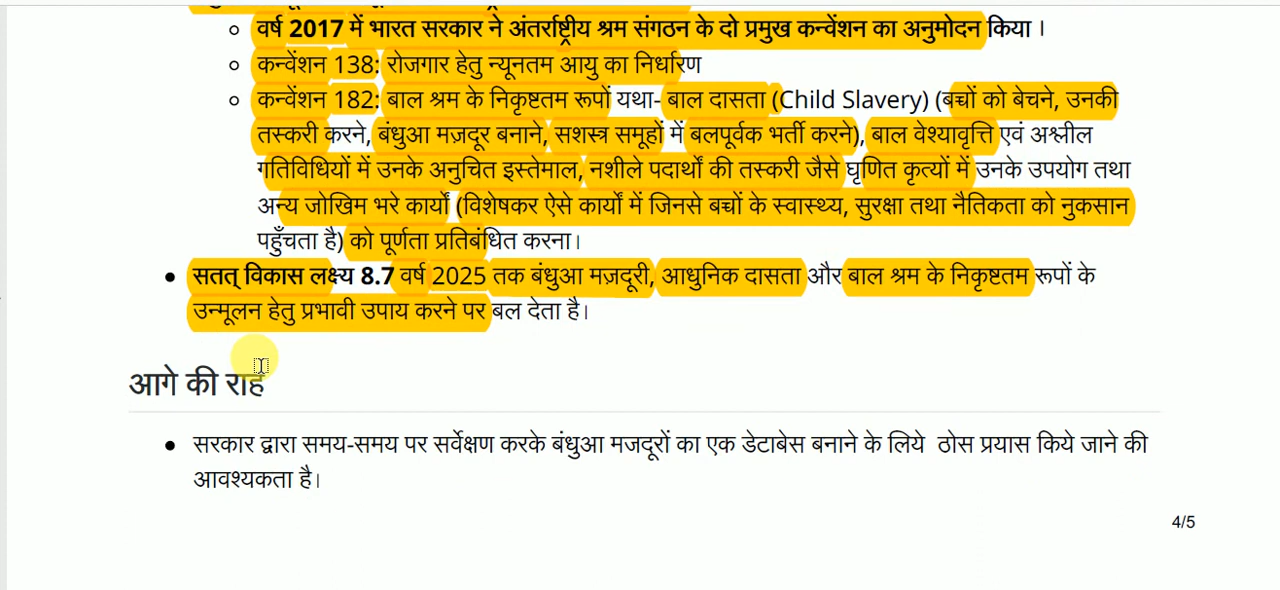 वर्ष 2017 में भारत सरकार ने अंतर्राष्ट्रीय श्रम संगठन के दो प्रमुख कन्वेंशन का अनुमोदन किया ।
कन्वेंशन 138: रोजगार हेतु न्यूनतम आयु का निर्धारण
कन्वेंशन 182: बाल श्रम के निकृष्टतम रूपों यथा- बाल दासता (Child Slavery) (बच्चों को बेचने, उनकी
तस्करी करने, बंधुआ मज़दूर बनाने, सशस्त्र समूहों में बलपूर्वक भर्ती करने), बाल वेश्यावृत्ति एवं अश्लील
गतिविधियों में उनके अनुचित इस्तेमाल, नशीले पदार्थों की तस्करी जैसे घृणित कृत्यों में उनके उपयोग तथा
अन्य जोखिम भरे कार्यों (विशेषकर ऐसे कार्यों में जिनसे बच्चों के स्वास्थ्य, सुरक्षा तथा नैतिकता को नुकसान
पहुँचता है) को पूर्णता प्रतिबंधित करना।
सतत् विकास लक्ष्य 8.7 वर्ष 2025 तक बंधुआ मज़दूरी, आधुनिक दासता और बाल श्रम के निकृष्टतम रूपों के
उन्मूलन हेतु प्रभावी उपाय करने पर बल देता है।
आगे की राह
सरकार द्वारा समय-समय पर सर्वेक्षण करके बंधुआ मजदूरों का एक डेटाबेस बनाने के लिये ठोस प्रयास किये जाने की
आवश्यकता है।
4/5